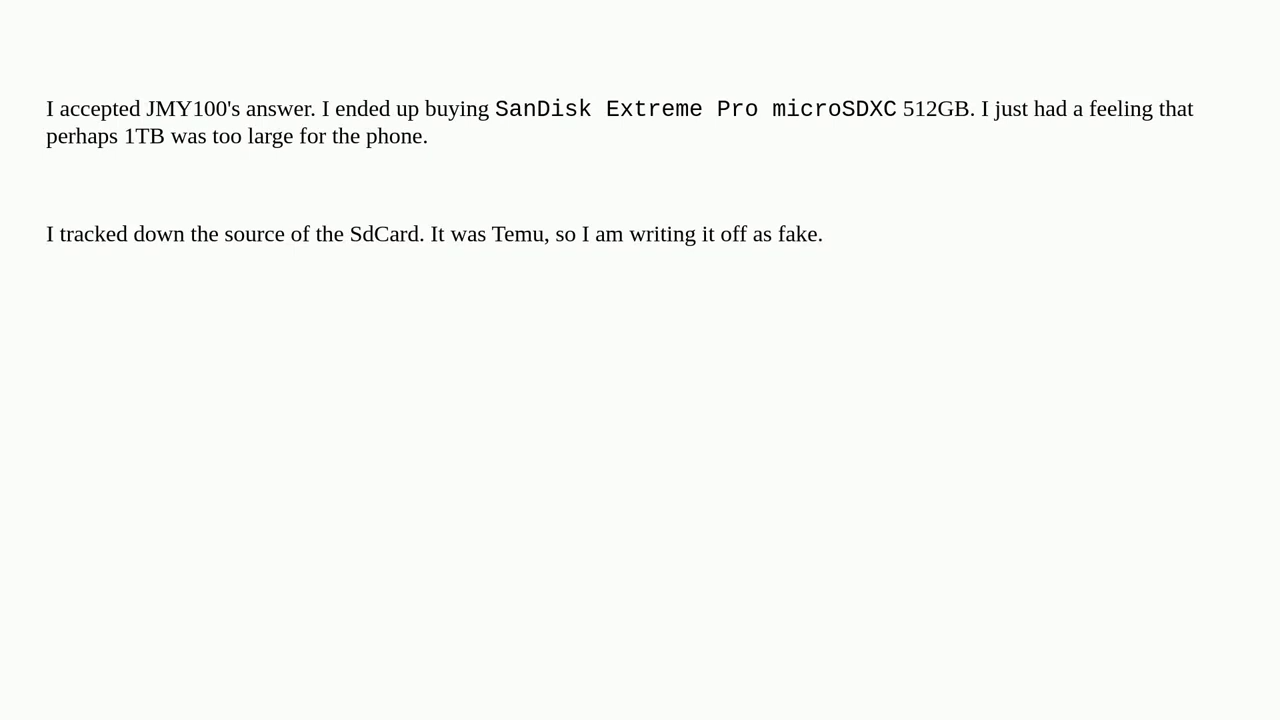 I accepted JMY100's answer. I ended up buying SanDisk Extreme Pro microSDXC 512GB. I just had a feeling that
perhaps 1TB was too large for the phone.
I tracked down the source of the SdCard. It was Temu, so I am writing it off as fake.